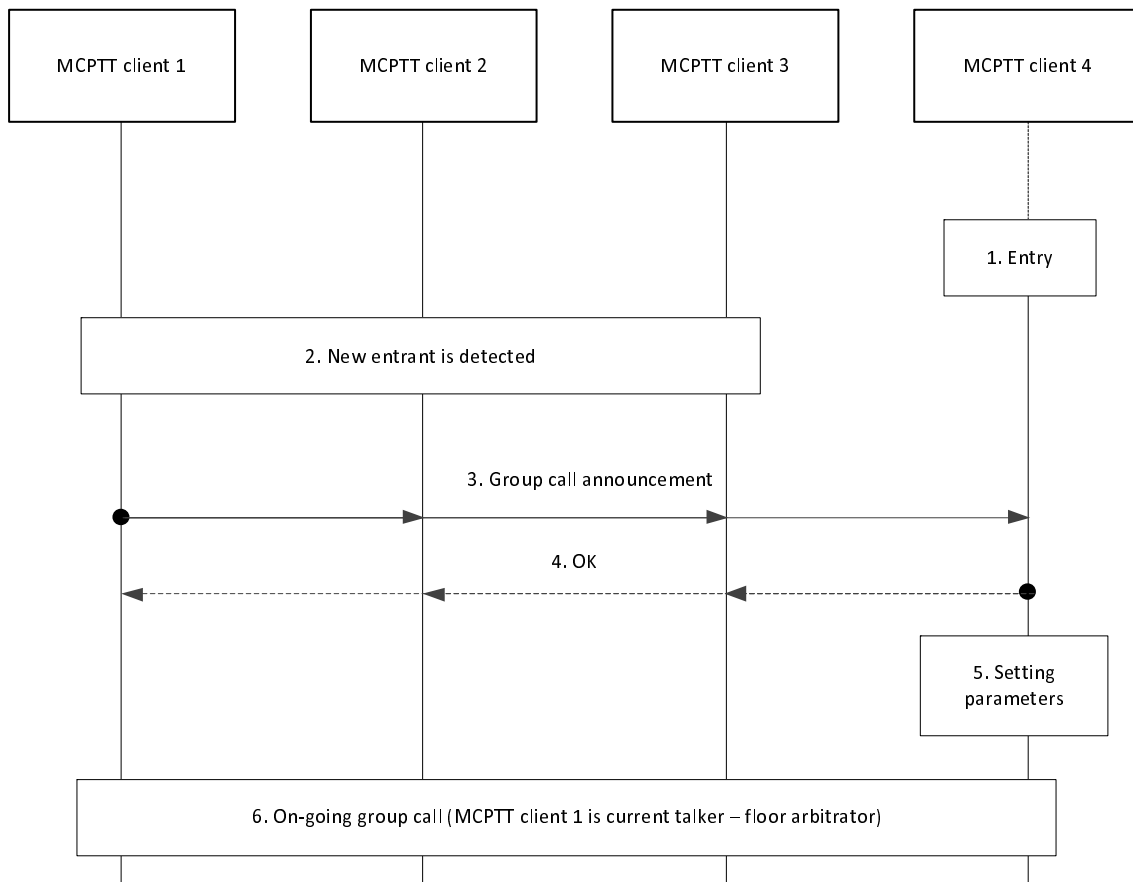 MCPTT client 1
MCPTT client 2
MCPTT client 3
MCPTT client 4
1. Entry
2. New entrant is detected
3. Group call announcement
4. OK
5. Setting
parameters
6. On-going group call (MCPTT client 1 is current talker – floor arbitrator)